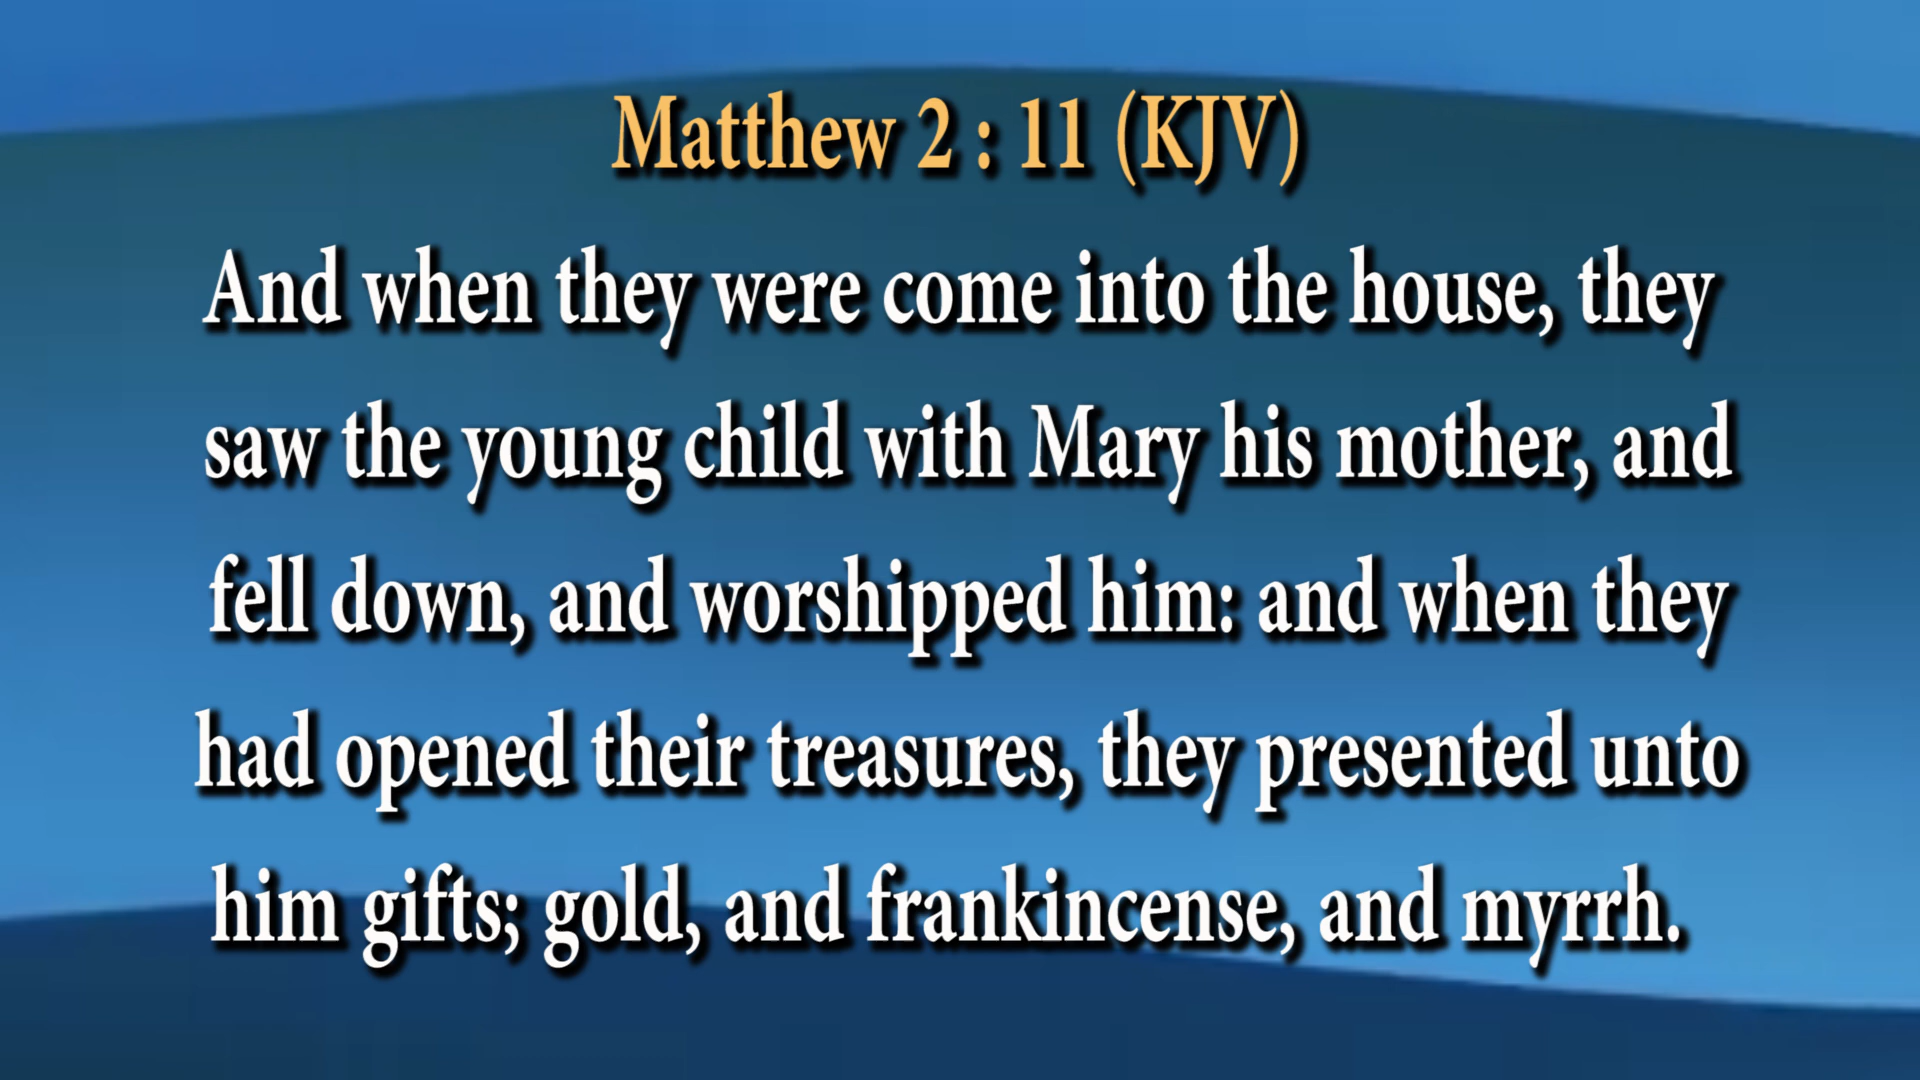 Matthew 2 : 11 (KJV)
And when they were come into the house, they
saw the young child with Mary his mother, and
fell down, and worshipped him: and when they
had opened their treasures, they presented unto
him gifts; gold, and frankincense, and myrrh.